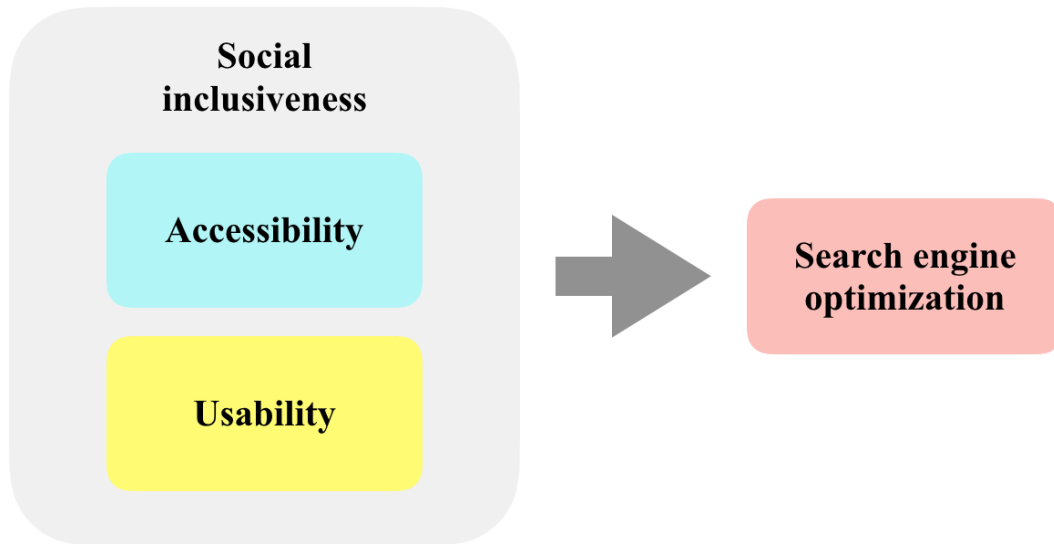 Social
inclusiveness
Accessibility
Usability
Search engine
optimization